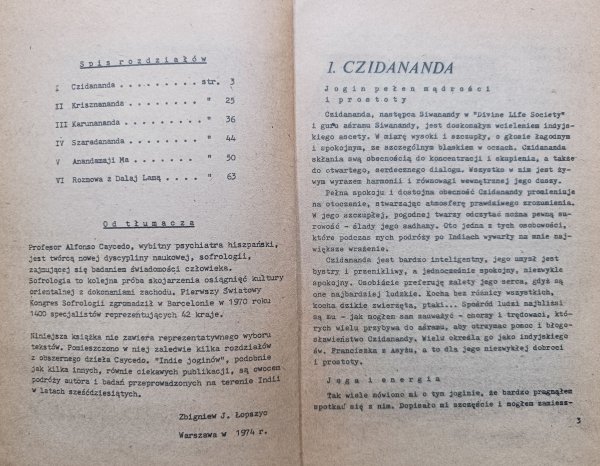 Spis rozdziałów
I Czidananda . . . . . . . . . str. 3
II Krisznananda . . . . . . . . " 25
III Karunananda . . . . . . . . " 36
IV Szaredananda . . . . . . . . " 44
V Anandamaji Ma . . . . . . . " 50
VI Rozmowa z Dalaj Lamą . . . . " 63
Od tłumacza
Profesor Alfonso Caycedo, wybitny psychiatra hiszpański,
jest twórcą nowej dyscypliny naukowej, sofrologii,
zajmującej się badaniem świadomości człowieka.
Sofrologia to kolejna próba skojarzenia osiągnięć kultury
orientalnej z dokonaniami zachodu. Pierwszy Światowy
Kongres Sofrologii zgromadził w Barcelonie w 1970 roku
1400 specjalistów reprezentujących 42 kraje.
Niniejsza książka nie zawiera reprezentatywnego wyboru
tekstów. Pomieszczono w niej zaledwie kilka rozdziałów
z obszernego dzieła Caycedo. "Indie joginów", podobnie
jak kilka innych, równie ciekawych publikacji, są owocem
podróży autora i badań przeprowadzonych na terenie Indii
w latach sześćdziesiątych.
Zbigniew J. Łopszyo
Warszawa w 1974 r.
1. CZIDANANDA
Jogin pełen mądrości
i prostoty
Czidananda, następca Siwanandy w "Divine Life Society"
i guru aśramu Siwanandy, jest doskonałym wcieleniem indyj-
skiego ascety. W miarę wysoki i szczupły, o głosie łagodnym
i spokojnym, ze szczególnym blaskiem w oczach. Czidananda
skłania swą obecnością do koncentracji i skupienia, a także
do otwartego, serdecznego dialogu. Wszystko w nim jest ży-
wym wyrazem harmonii i równowagi wewnętrznej jego duszy.
Pełna spokoju i dostojna obecność Czidanandy promieniuje
na otoczenie, stwarzając atmosferę prawdziwego zrozumienia.
W jego szczupłej, pogodnej twarzy odczytać można pewną su-
rowość - ślady jego sadhany. Oto jedna z tych osobowości,
które podczas mych podróży po Indiach wywarły na mnie naj-
większe wrażenie.
Czidananda jest bardzo inteligentny, jego umysł jest
bystry i przenikliwy, a jednocześnie spokojny, niezwykle
spokojny. Osobiście preferuję zalety jego serca, gdyż są
one najbardziej ludzkie. Kocha bez różnicy wszystkich,
kocha dzikie zwierzęta, ptaki... Spośród ludzi najbliżsi
są mu - jak mogłem sam zauważyć - chorzy i trędowaci, któ-
rych wielu przybywa do aśramu, aby otrzymać pomoc i błogo-
sławieństwo Czidanandy. Wielu określa go jako indyjskiego
św. Franciszka z Asyżu, a to dla jego niezwykłej dobroci
i prostoty.
Joga i energia
Tak wiele mówiono mi o tym joginie, że bardzo pragnąłem
spotkać się z nim. Dopisało mi szczęście i mogłem zamiesz-
3